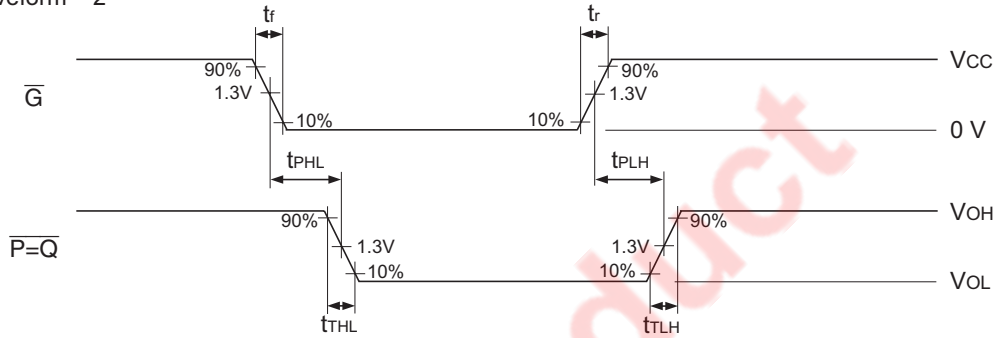 veform – 2
tf
tr
90%
90%
VCC
G
1.3V
1.3V
10%
10%
0 V
tPHL
tPLH
90%
90%
VOH
P=Q
1.3V
1.3V
10%
10%
VOL
tTHL
tTLH
duct